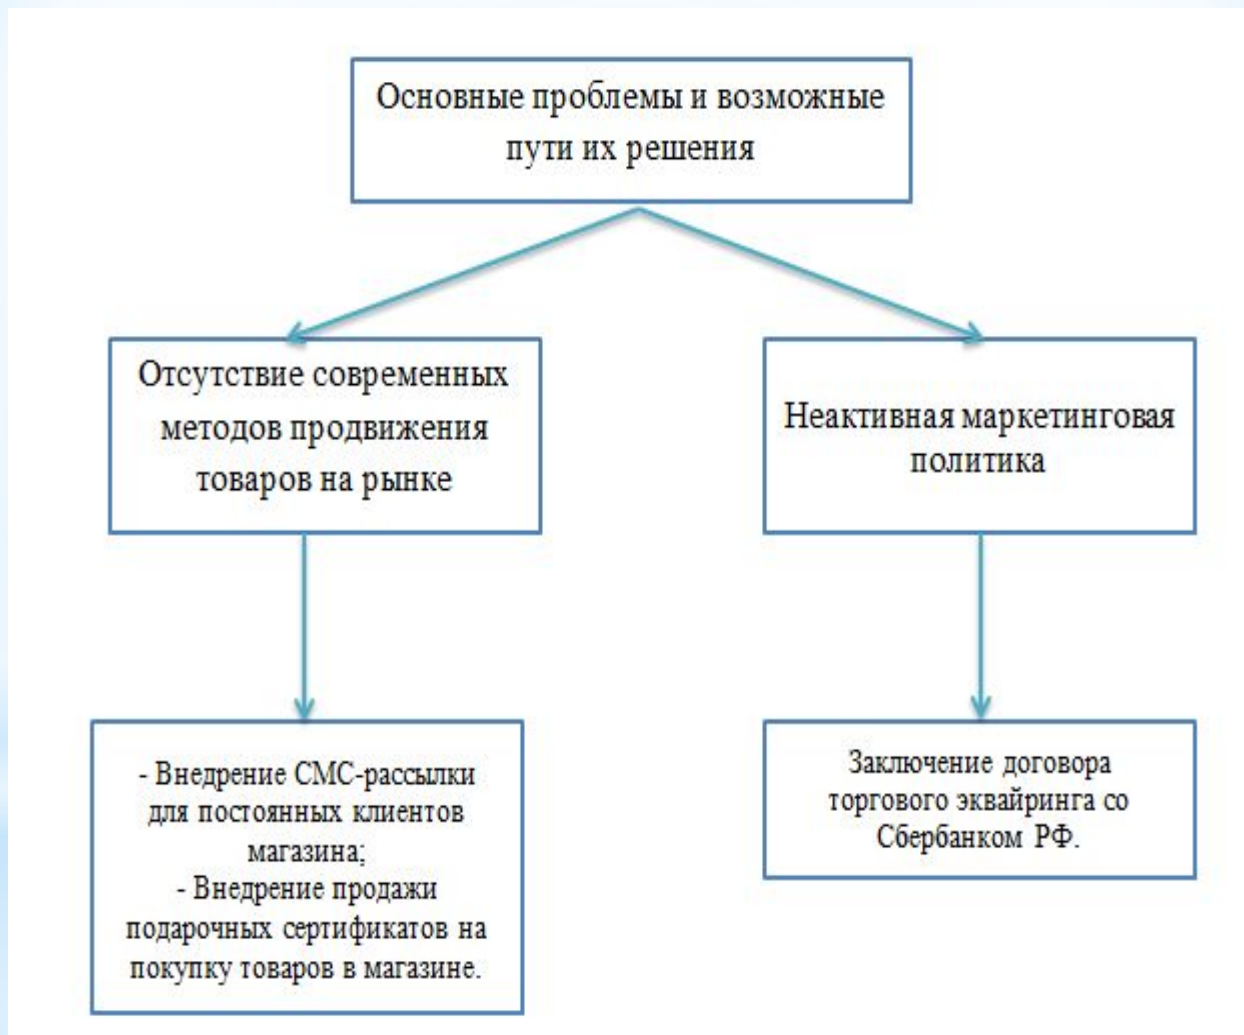 Основные проблемы и возможные
пути их решения
Отсутствие современных
методов продвижения
товаров на рынке
Неактивная маркетинговая
политика
- Внедрение СМС-рассылки
для постоянных клиентов
магазина;
- Внедрение продажи
подарочных сертификатов на
покупку товаров в магазине.
Заключение договора
торгового эквайринга со
Сбербанком РФ.